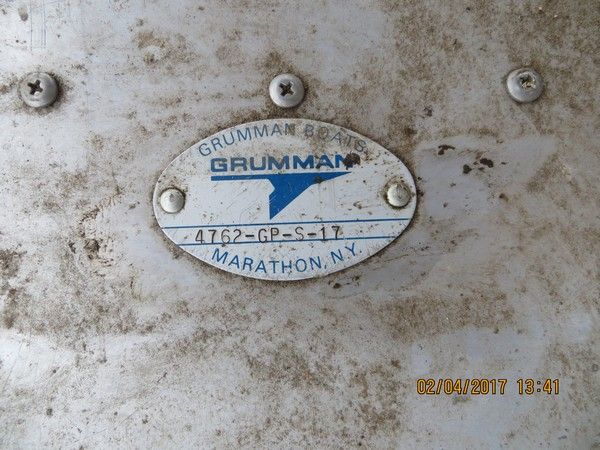 GRUMMAN BOATS
GRUMMAN
4762-GP-S-17
MARATHON, N.Y.
02/04/2017 13:41